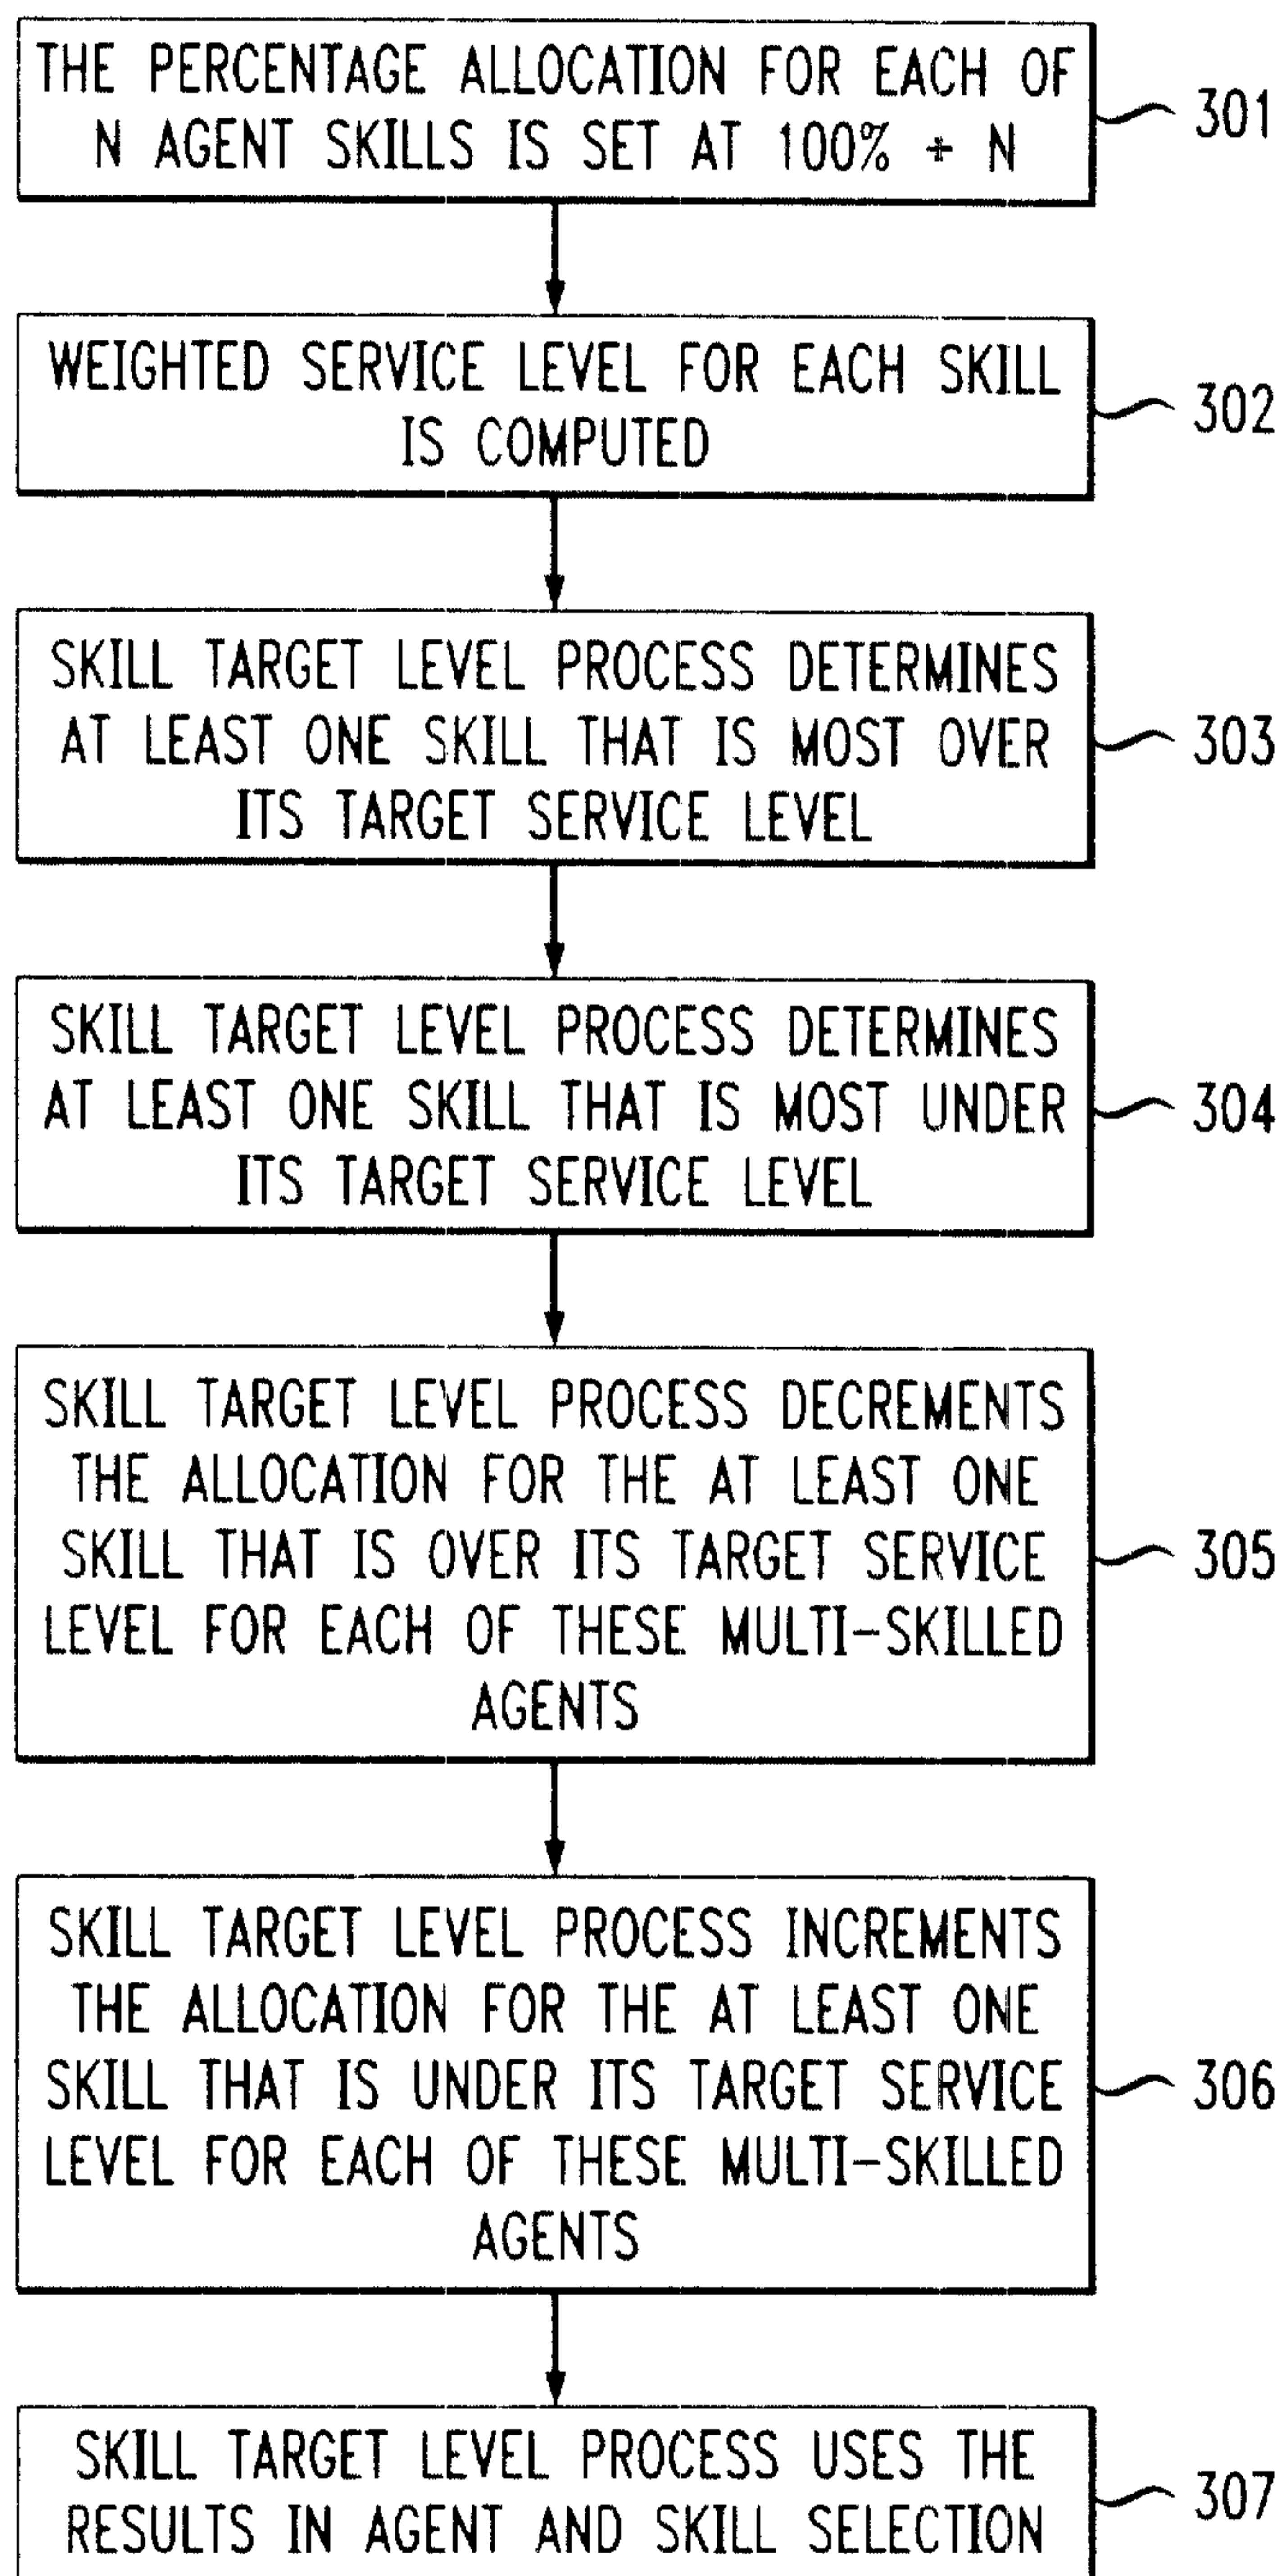 THE PERCENTAGE ALLOCATION FOR EACH OF
N AGENT SKILLS IS SET AT 100% ÷ N
301
WEIGHTED SERVICE LEVEL FOR EACH SKILL
IS COMPUTED
302
SKILL TARGET LEVEL PROCESS DETERMINES
AT LEAST ONE SKILL THAT IS MOST OVER
ITS TARGET SERVICE LEVEL
303
SKILL TARGET LEVEL PROCESS DETERMINES
AT LEAST ONE SKILL THAT IS MOST UNDER
ITS TARGET SERVICE LEVEL
304
SKILL TARGET LEVEL PROCESS DECREMENTS
THE ALLOCATION FOR THE AT LEAST ONE
SKILL THAT IS OVER ITS TARGET SERVICE
LEVEL FOR EACH OF THESE MULTI-SKILLED
AGENTS
305
SKILL TARGET LEVEL PROCESS INCREMENTS
THE ALLOCATION FOR THE AT LEAST ONE
SKILL THAT IS UNDER ITS TARGET SERVICE
LEVEL FOR EACH OF THESE MULTI-SKILLED
AGENTS
306
SKILL TARGET LEVEL PROCESS USES THE
RESULTS IN AGENT AND SKILL SELECTION
307